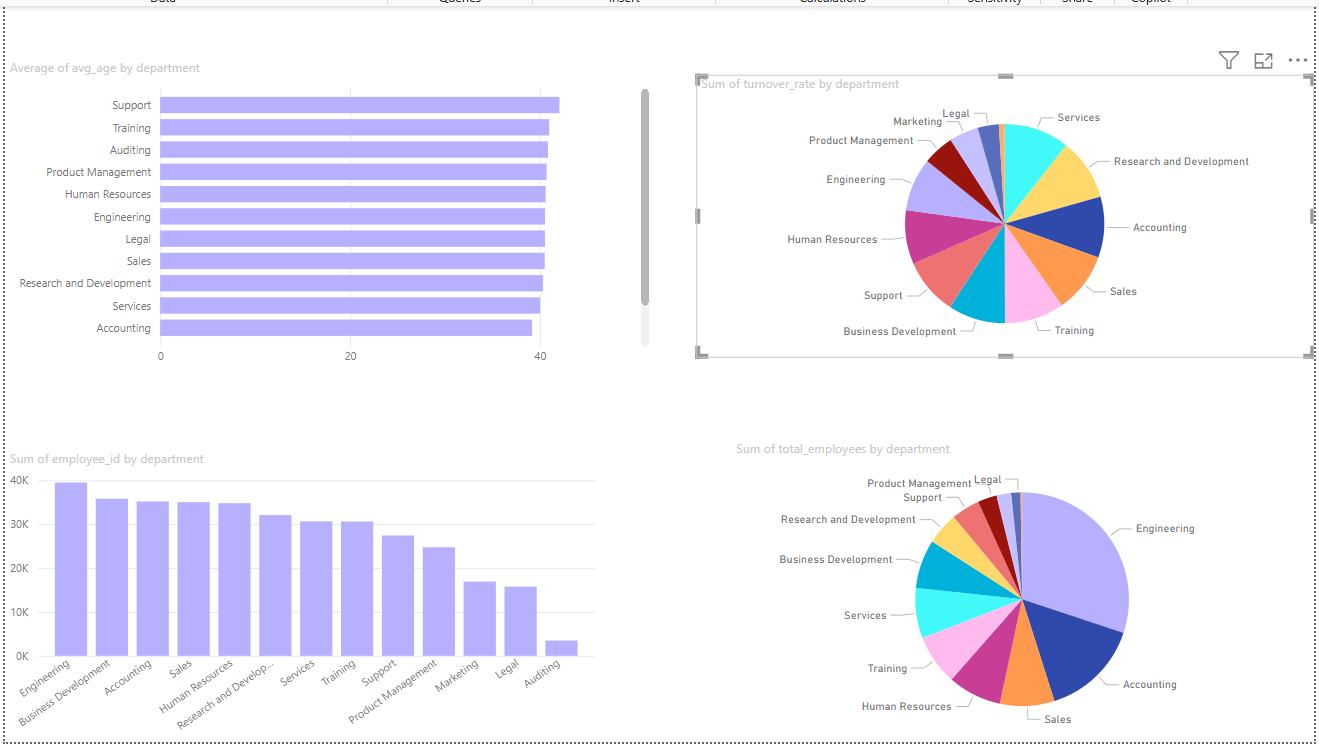 Data Queries Insert Calculations Sensitivity Share Copilot
Average of avg_age by department
Support
Training
Auditing
Product Management
Human Resources
Engineering
Legal
Sales
Research and Development
Services
Accounting
0 20 40
Sum of turnover_rate by department
Legal
Services
Marketing
Product Management
Research and Development
Engineering
Accounting
Human Resources
Sales
Support
Training
Business Development
Sum of employee_id by department
40K
30K
20K
10K
0K
Engineering
Business Development
Accounting
Sales
Human Resources
Research and Develop...
Services
Training
Support
Product Management
Marketing
Legal
Auditing
Sum of total_employees by department
Legal
Product Management
Support
Research and Development
Engineering
Business Development
Services
Training
Accounting
Human Resources
Sales